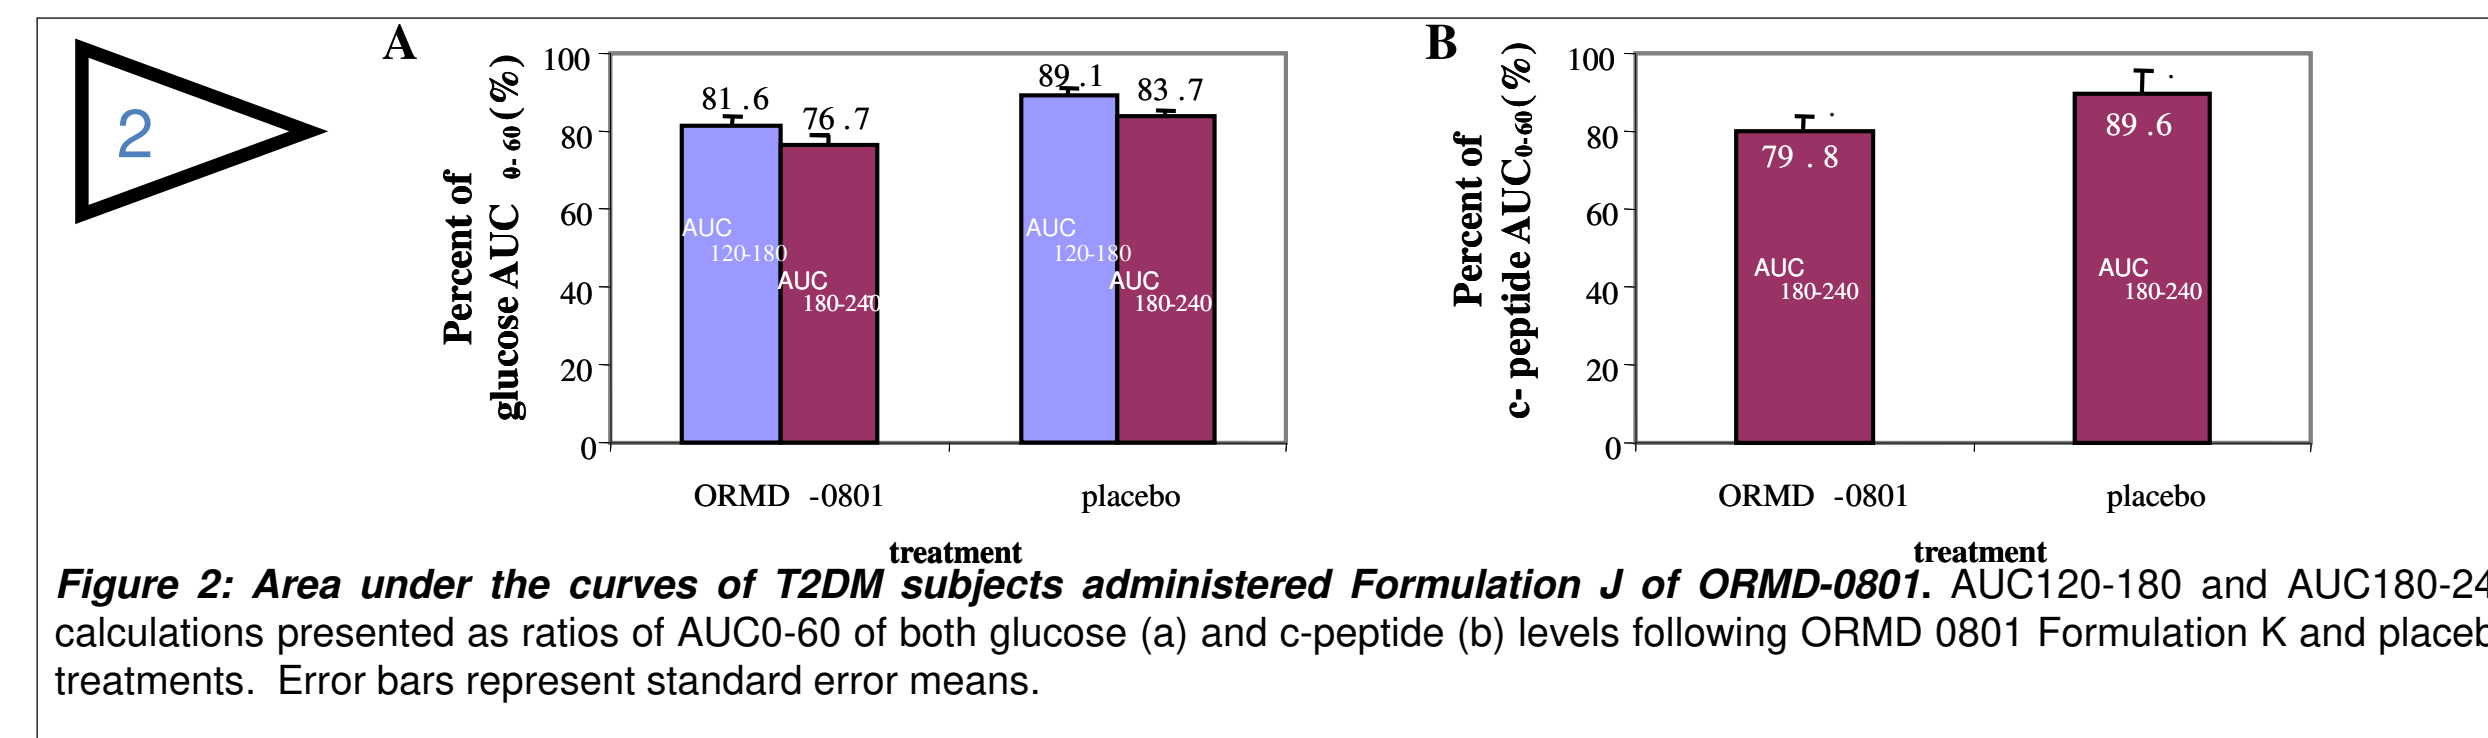 2
A
Percent of
glucose AUC 0-60 (%)
100
80
60
40
20
0
81.6
76.7
89.1
83.7
AUC
120-180
AUC
180-240
AUC
120-180
AUC
180-240
ORMD -0801
placebo
treatment
B
Percent of
c- peptide AUC0-60(%)
100
80
60
40
20
0
79.8
89.6
AUC
180-240
AUC
180-240
ORMD -0801
placebo
treatment
Figure 2: Area under the curves of T2DM subjects administered Formulation J of ORMD-0801. AUC120-180 and AUC180-24
calculations presented as ratios of AUC0-60 of both glucose (a) and c-peptide (b) levels following ORMD 0801 Formulation K and placeb
treatments. Error bars represent standard error means.